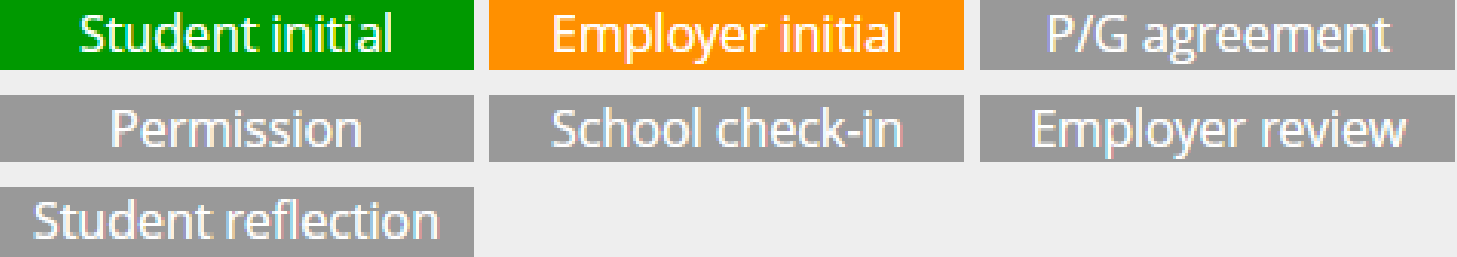 Student initial
Employer initial
P/G agreement
Permission
School check-in
Employer review
Student reflection